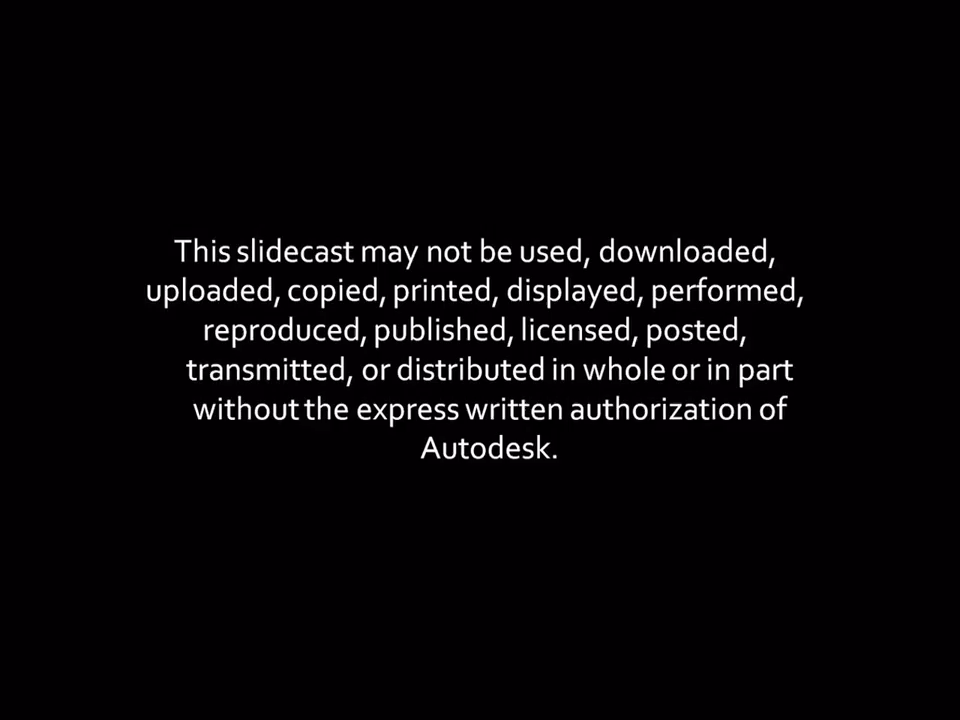 This slidecast may not be used, downloaded,
uploaded, copied, printed, displayed, performed,
reproduced, published, licensed, posted,
transmitted, or distributed in whole or in part
without the express written authorization of
Autodesk.